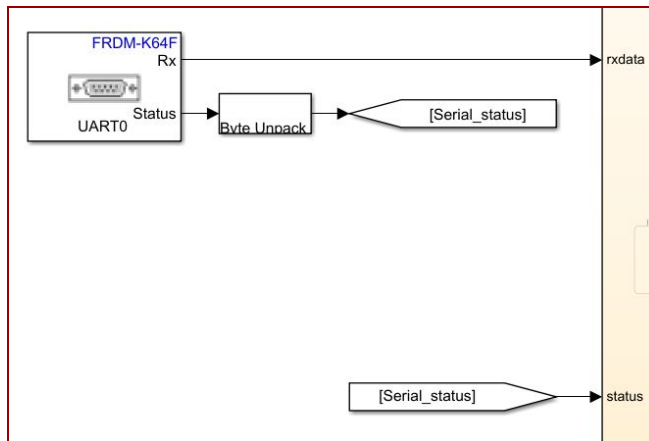 FRDM-K64F
Rx
rxdata
Status
Byte Unpack
[Serial_status]
UART0
[Serial_status]
status